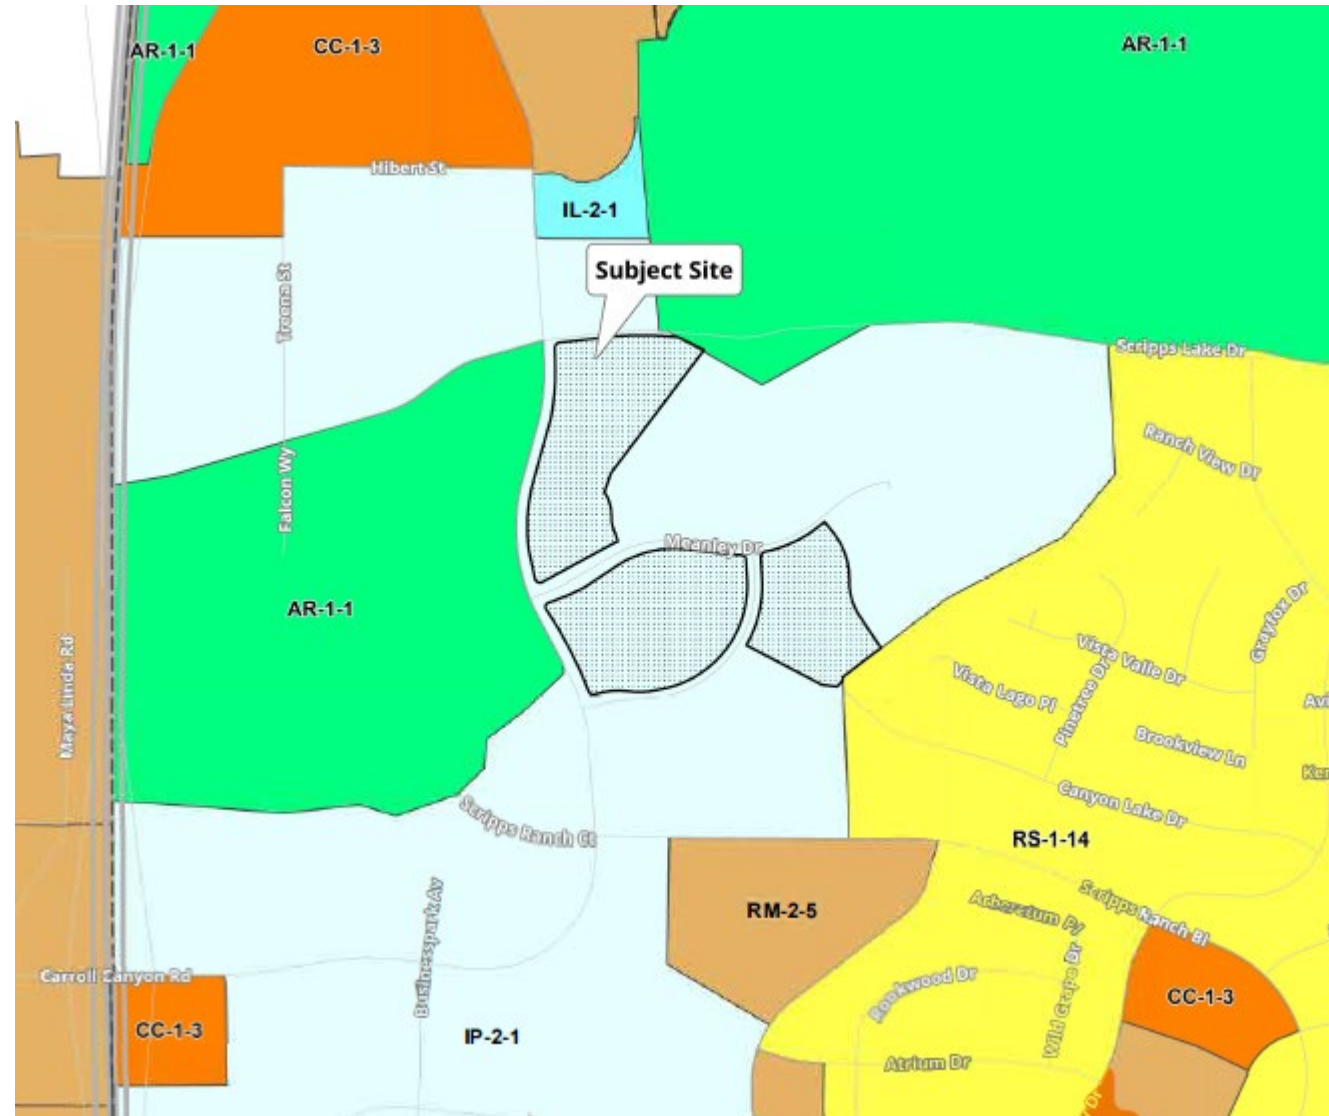 AR-1-1
CC-1-3
AR-1-1
Hibert St
IL-2-1
Subject Site
Treena St
Scripps Lake Dr
Ranch View Dr
Falcon Wy
Meanley Dr
AR-1-1
Grayfox Dr
Maya Linda Rd
Vista Valle Dr
Vista Lago Pl
Pinetree Dr
Brookview Ln
Canyon Lake Dr
Scripps Ranch Ct
RS-1-14
Scripps Ranch Bl
RM-2-5
Arboretum Pl
Businesspark Av
Carroll Canyon Rd
Rookwood Dr
Wild Grape Dr
CC-1-3
CC-1-3
IP-2-1
Atrium Dr